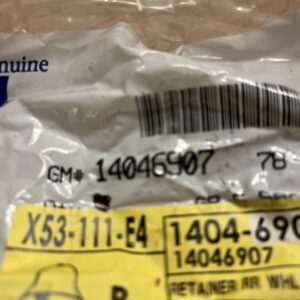 nuine
GM# 14046907 78
X53-111-E4
1404-690
14046907
RETAINER RR WHL